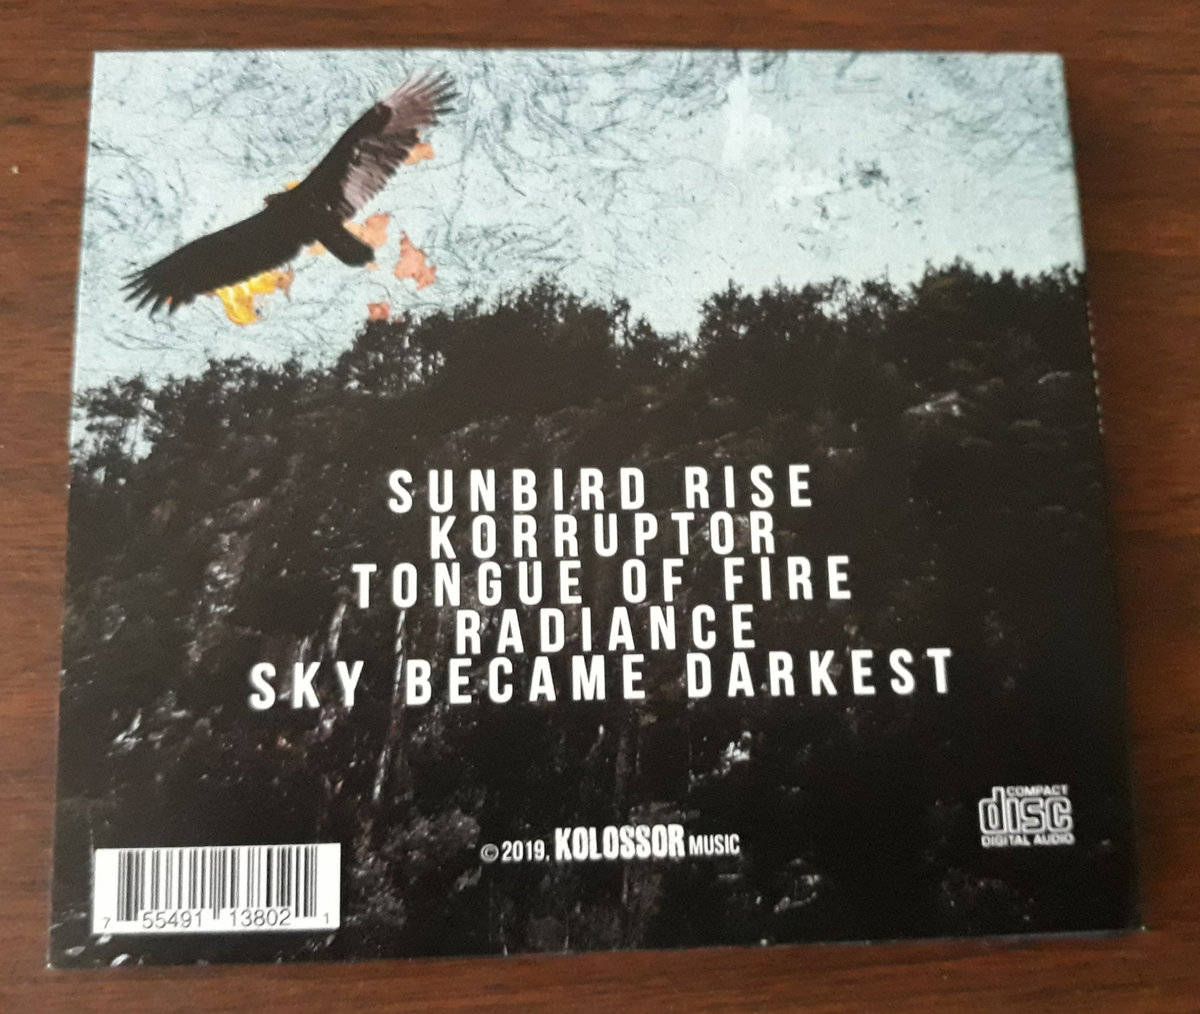 SUNBIRD RISE
KORRUPTOR
TONGUE OF FIRE
RADIANCE
SKY BECAME DARKEST
© 2019, KOLOSSOR MUSIC
COMPACT
disc
DIGITAL AUDIO
7 55491 13802 1